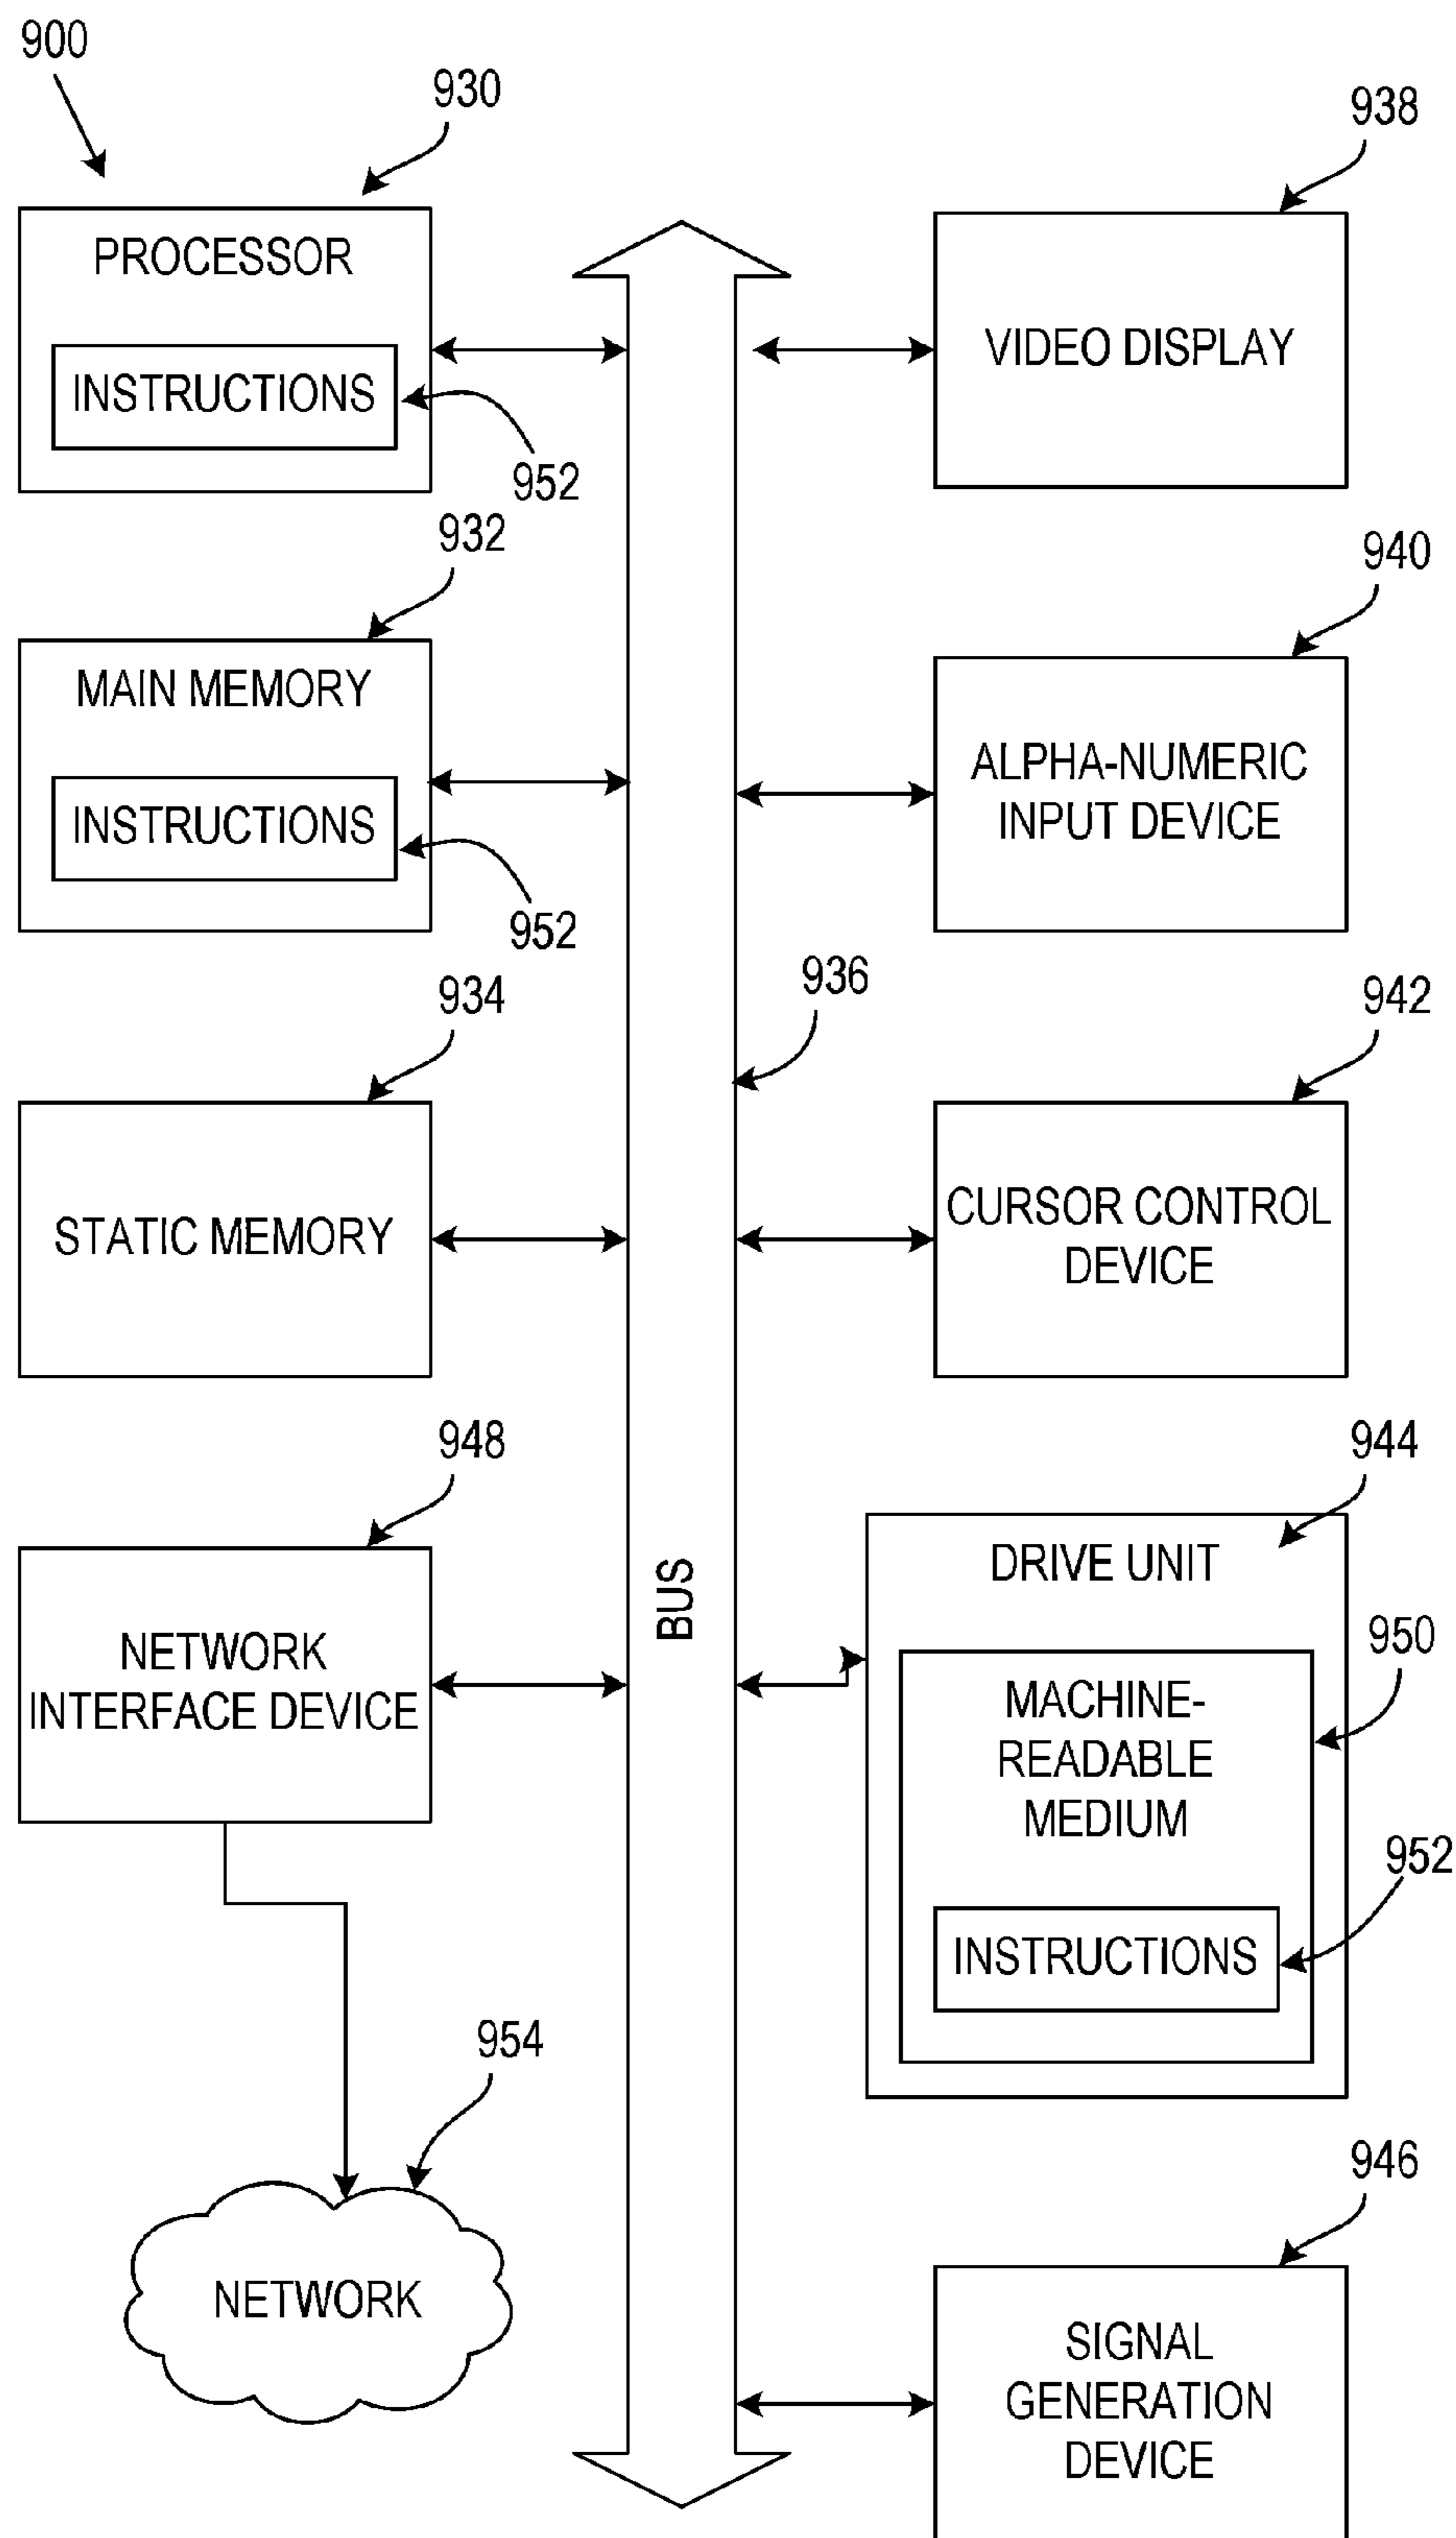 900
930
PROCESSOR
INSTRUCTIONS
952
932
MAIN MEMORY
INSTRUCTIONS
952
934
STATIC MEMORY
948
NETWORK
INTERFACE DEVICE
954
NETWORK
BUS
936
938
VIDEO DISPLAY
940
ALPHA-NUMERIC
INPUT DEVICE
942
CURSOR CONTROL
DEVICE
944
DRIVE UNIT
950
MACHINE-
READABLE
MEDIUM
952
INSTRUCTIONS
946
SIGNAL
GENERATION
DEVICE